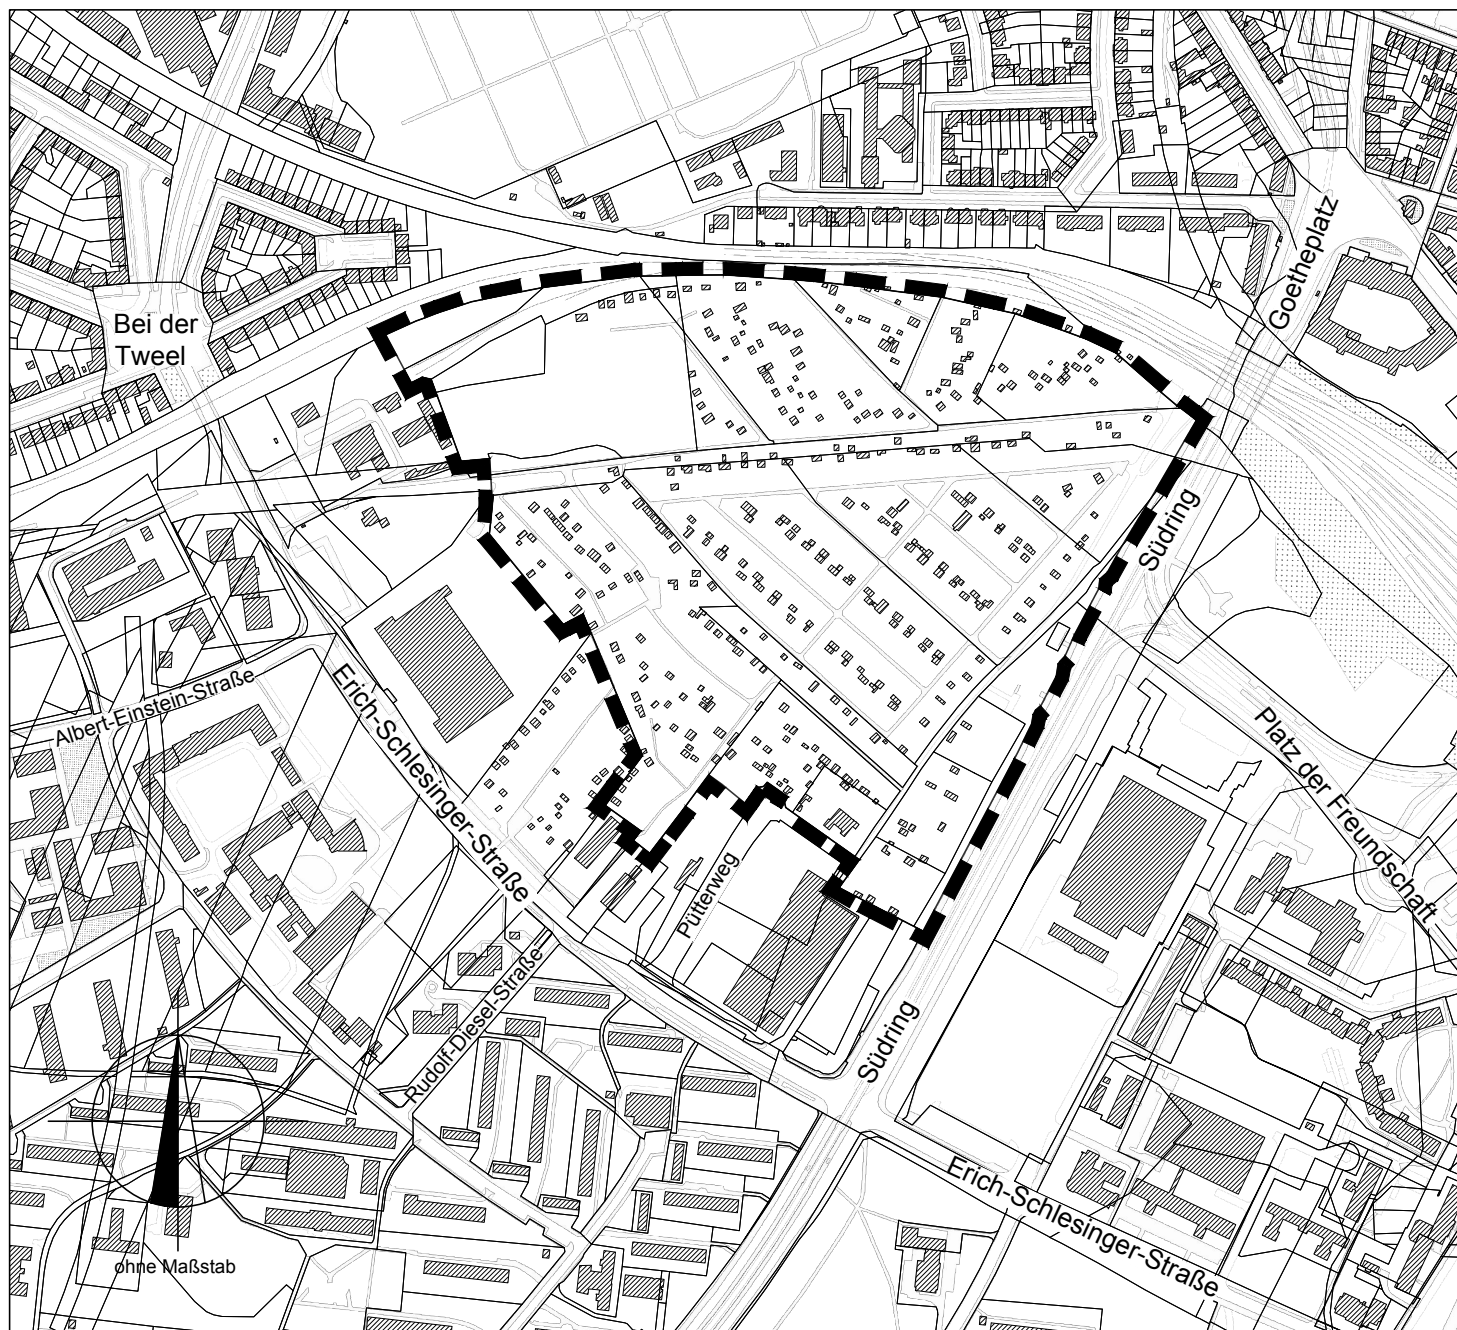 Goetheplatz
Bei der
Tweel
Südring
Albert-Einstein-Straße
Erich-Schlesinger-Straße
Platz der Freundschaft
Pütterweg
Rudolf-Diesel-Straße
Südring
Erich-Schlesinger-Straße
ohne Maßstab